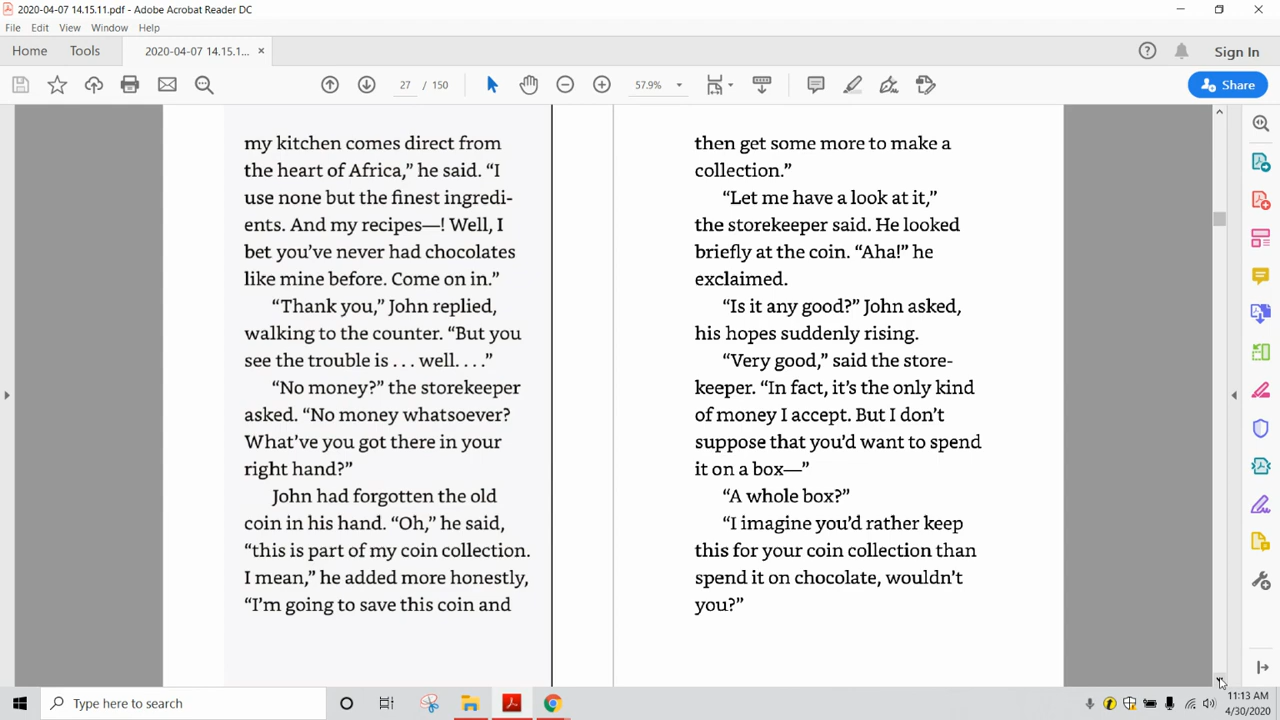 2020-04-07 14.15.11.pdf - Adobe Acrobat Reader DC
File Edit View Window Help
Home Tools 2020-04-07 14.15.1... × Sign In
27 / 150 57.9% Share
my kitchen comes direct from
the heart of Africa,” he said. “I
use none but the finest ingredi-
ents. And my recipes—! Well, I
bet you’ve never had chocolates
like mine before. Come on in.”
“Thank you,” John replied,
walking to the counter. “But you
see the trouble is . . . well. . . .”
“No money?” the storekeeper
asked. “No money whatsoever?
What’ve you got there in your
right hand?”
John had forgotten the old
coin in his hand. “Oh,” he said,
“this is part of my coin collection.
I mean,” he added more honestly,
“I’m going to save this coin and
then get some more to make a
collection.”
“Let me have a look at it,”
the storekeeper said. He looked
briefly at the coin. “Aha!” he
exclaimed.
“Is it any good?” John asked,
his hopes suddenly rising.
“Very good,” said the store-
keeper. “In fact, it’s the only kind
of money I accept. But I don’t
suppose that you’d want to spend
it on a box—”
“A whole box?”
“I imagine you’d rather keep
this for your coin collection than
spend it on chocolate, wouldn’t
you?”
Type here to search
11:13 AM
4/30/2020